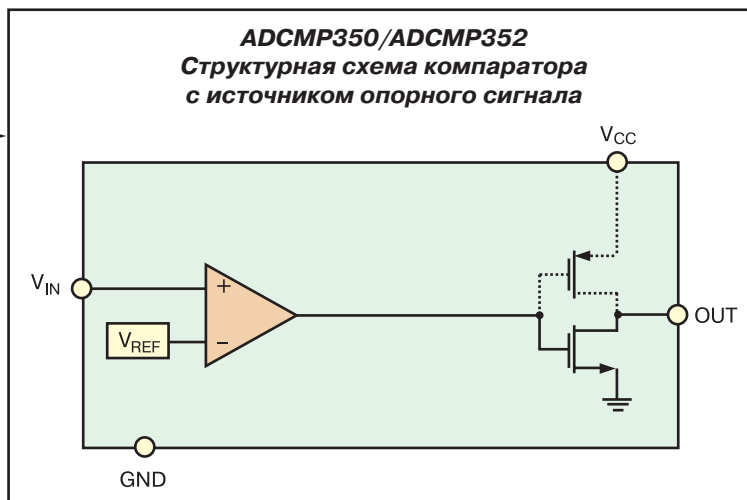 ADCMP350/ADCMP352
Структурная схема компаратора
с источником опорного сигнала
VCC
VIN
+
VREF
–
OUT
GND